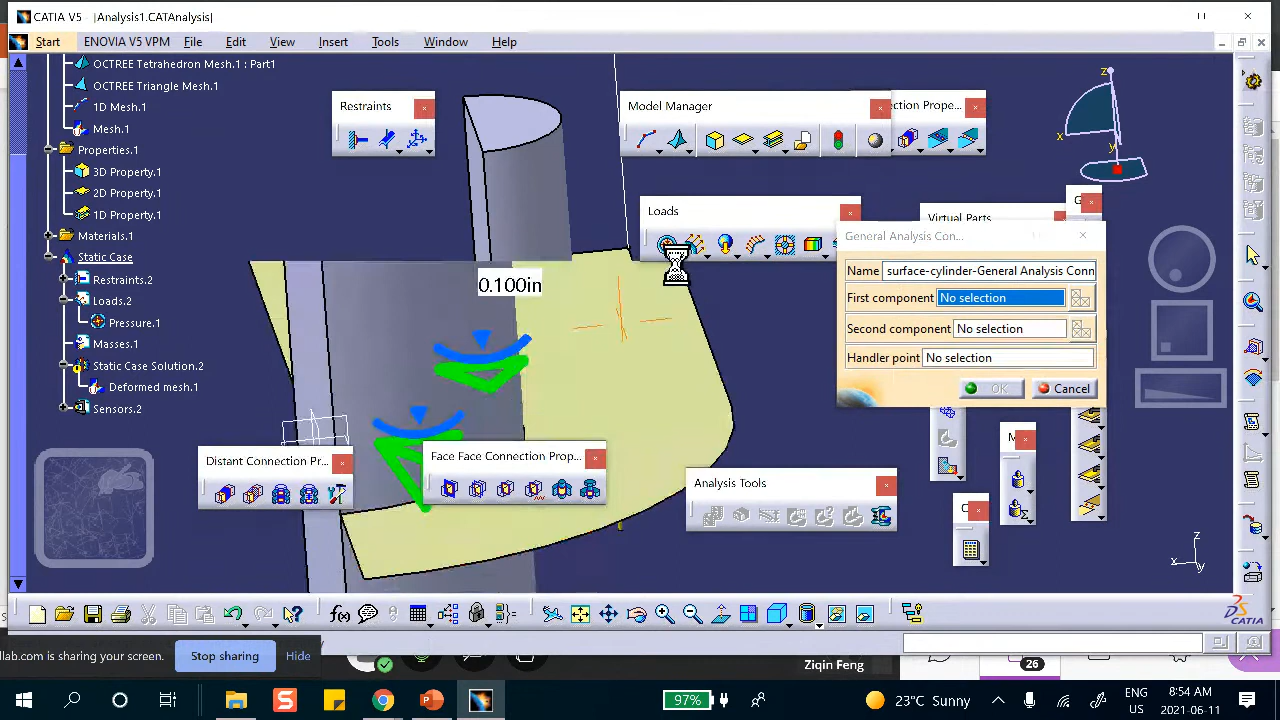 CATIA V5 |Analysis1.CATAnalysis|
Start ENOVIA V5 VPM File Edit View Insert Tools Window Help
OCTREE Tetrahedron Mesh.1 : Part1
OCTREE Triangle Mesh.1
1D Mesh.1
Mesh.1
Properties.1
3D Property.1
2D Property.1
1D Property.1
Materials.1
Static Case
Restraints.2
Loads.2
Pressure.1
Masses.1
Static Case Solution.2
Deformed mesh.1
Sensors.2
Restraints
Model Manager
ction Prope...
z
x
y
Loads
Virtual Parts
G
General Analysis Con...
Name surface-cylinder-General Analysis Conn
First component No selection
Second component No selection
Handler point No selection
OK Cancel
0.100in
Distant Connection Pr...
Face Face Connection Prop...
Analysis Tools
M
C
z
x
f(x)
CATIA
llab.com is sharing your screen. Stop sharing Hide
Ziqin Feng
26
97%
23°C Sunny
ENG
US
8:54 AM
2021-06-11